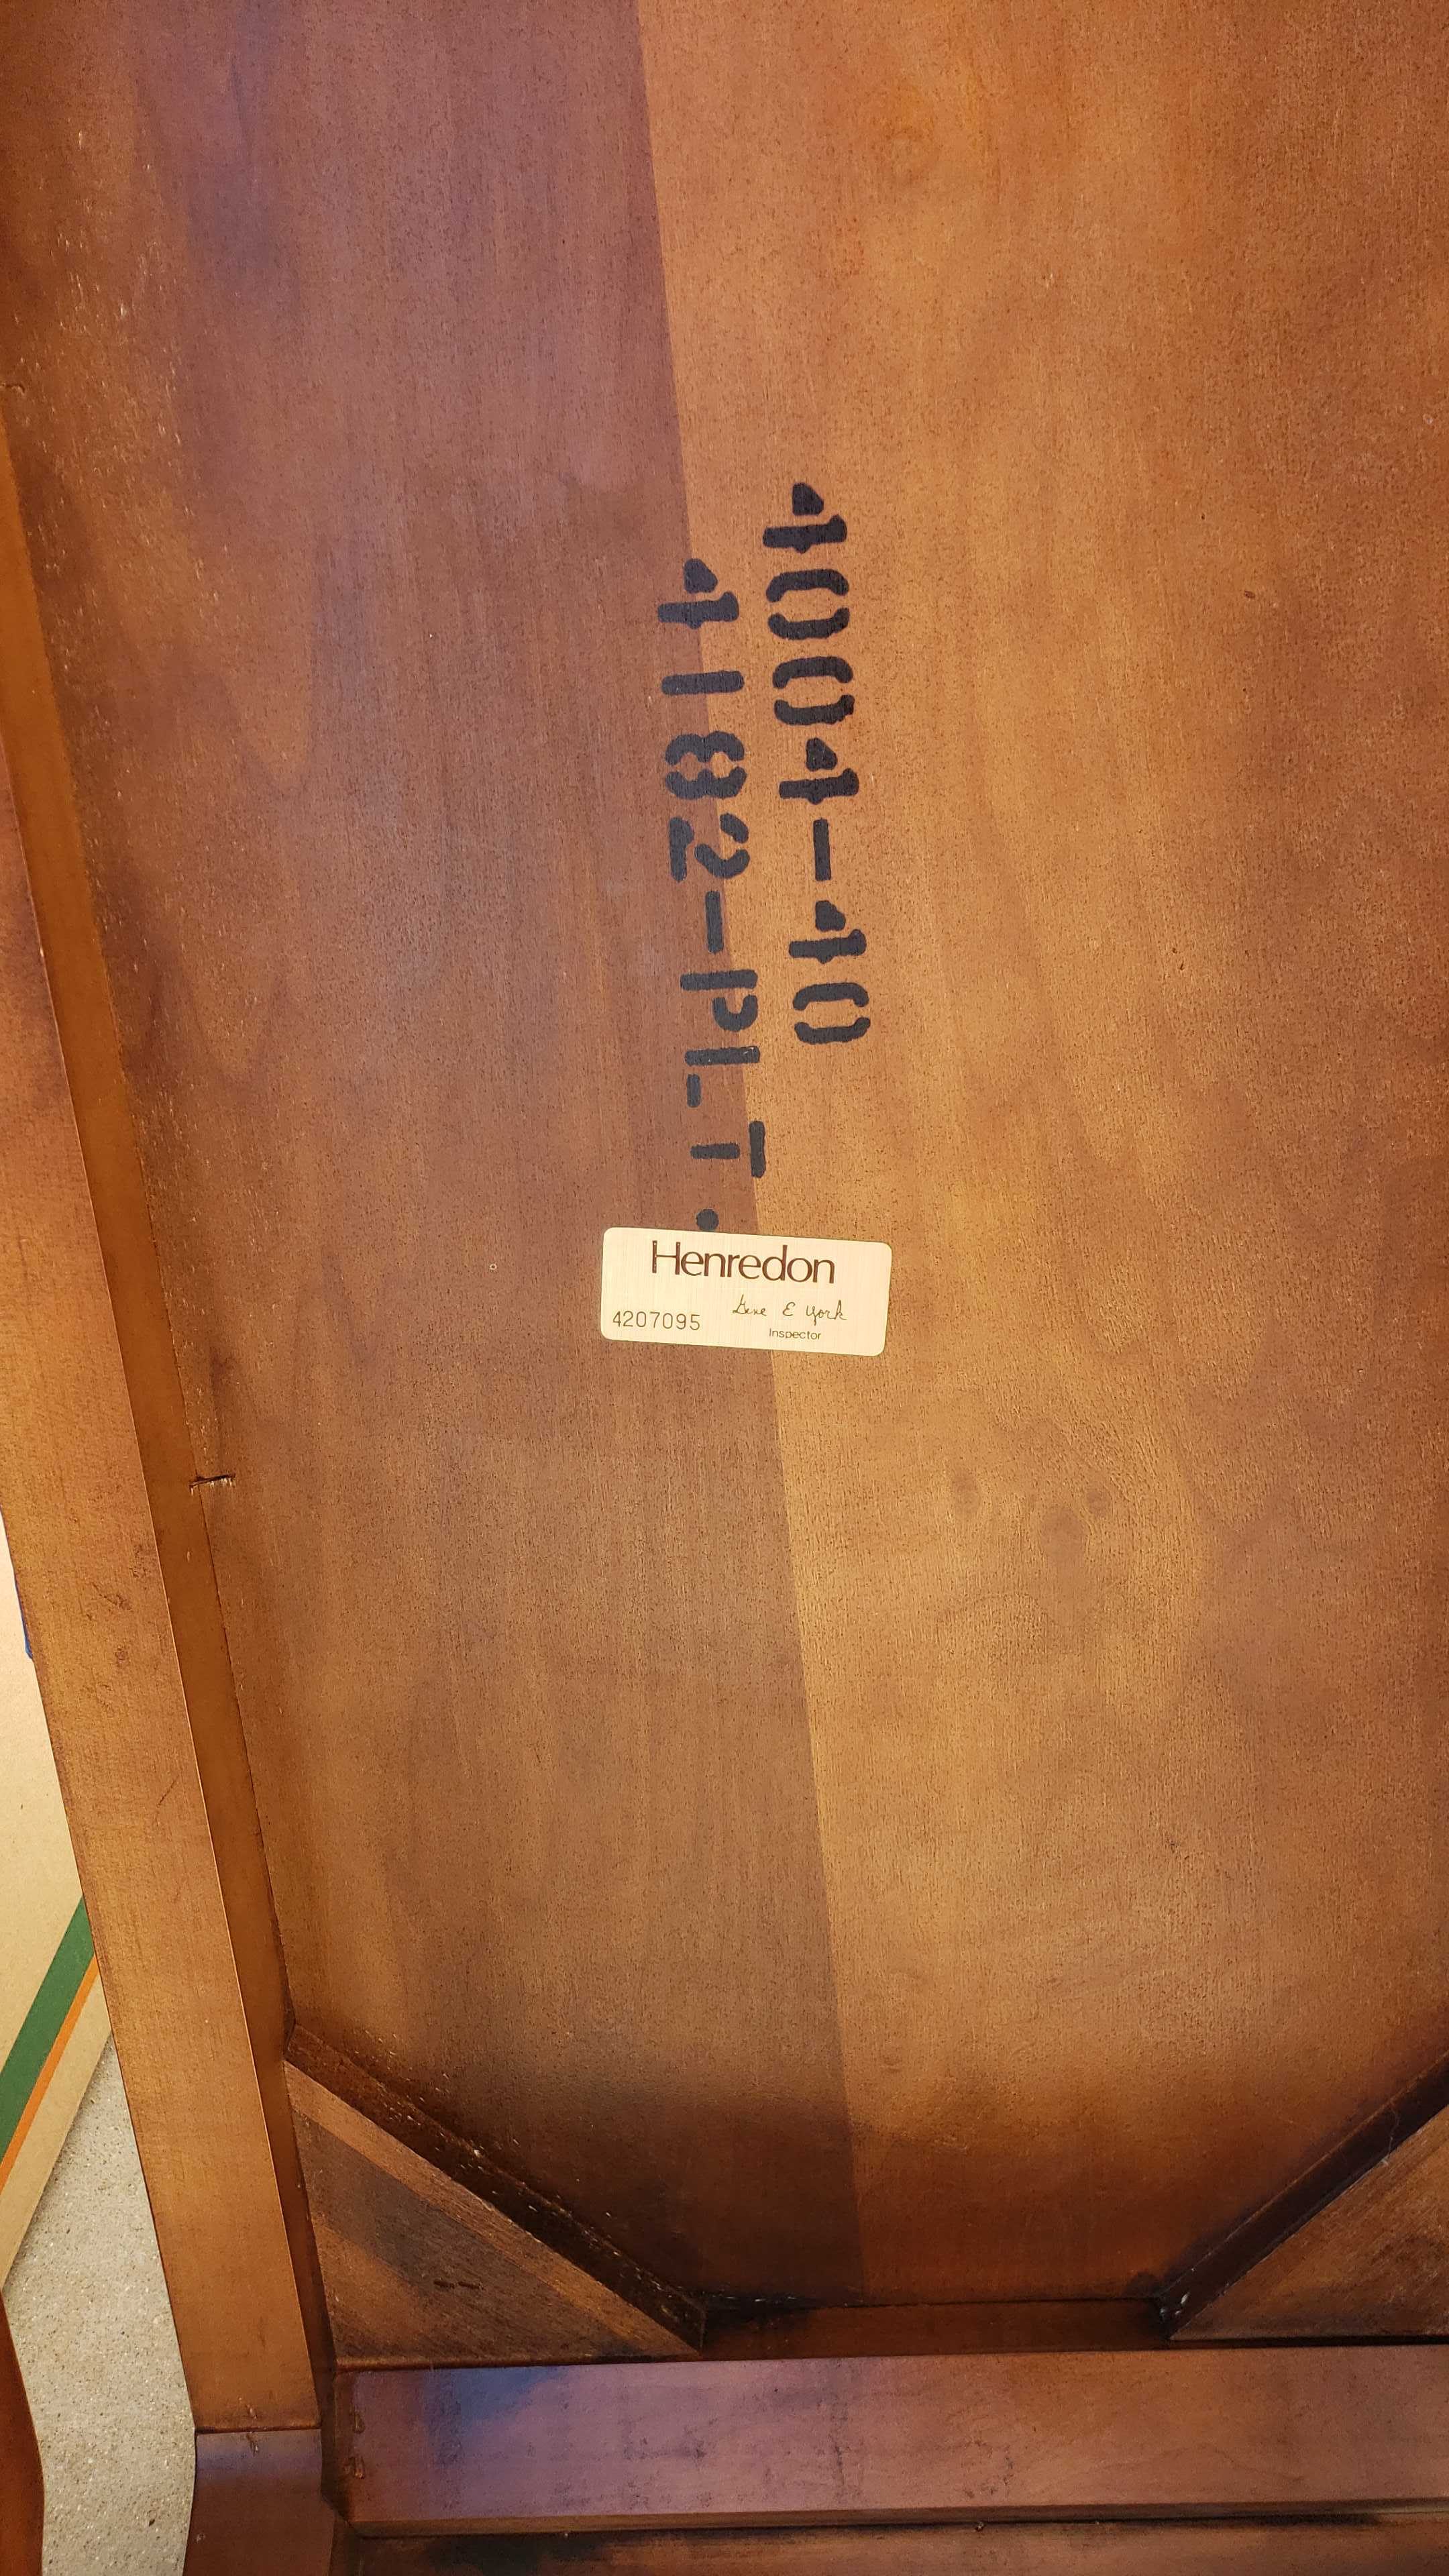 4004-40
4182-PLT.
Henredon
4207095 Gene E York
Inspector